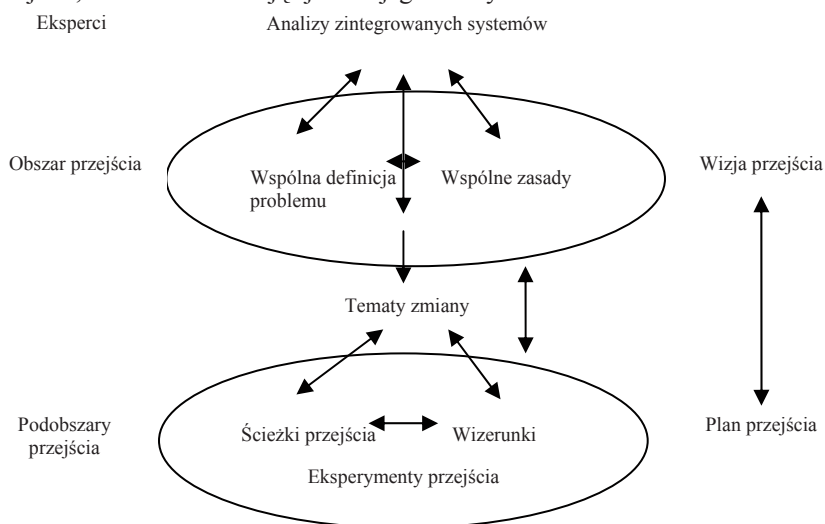 Eksperci
Analizy zintegrowanych systemów
Obszar przejścia
Wspólna definicja
problemu
Wspólne zasady
Wizja przejścia
Tematy zmiany
Podobszary
przejścia
Ścieżki przejścia
Wizerunki
Plan przejścia
Eksperymenty przejścia